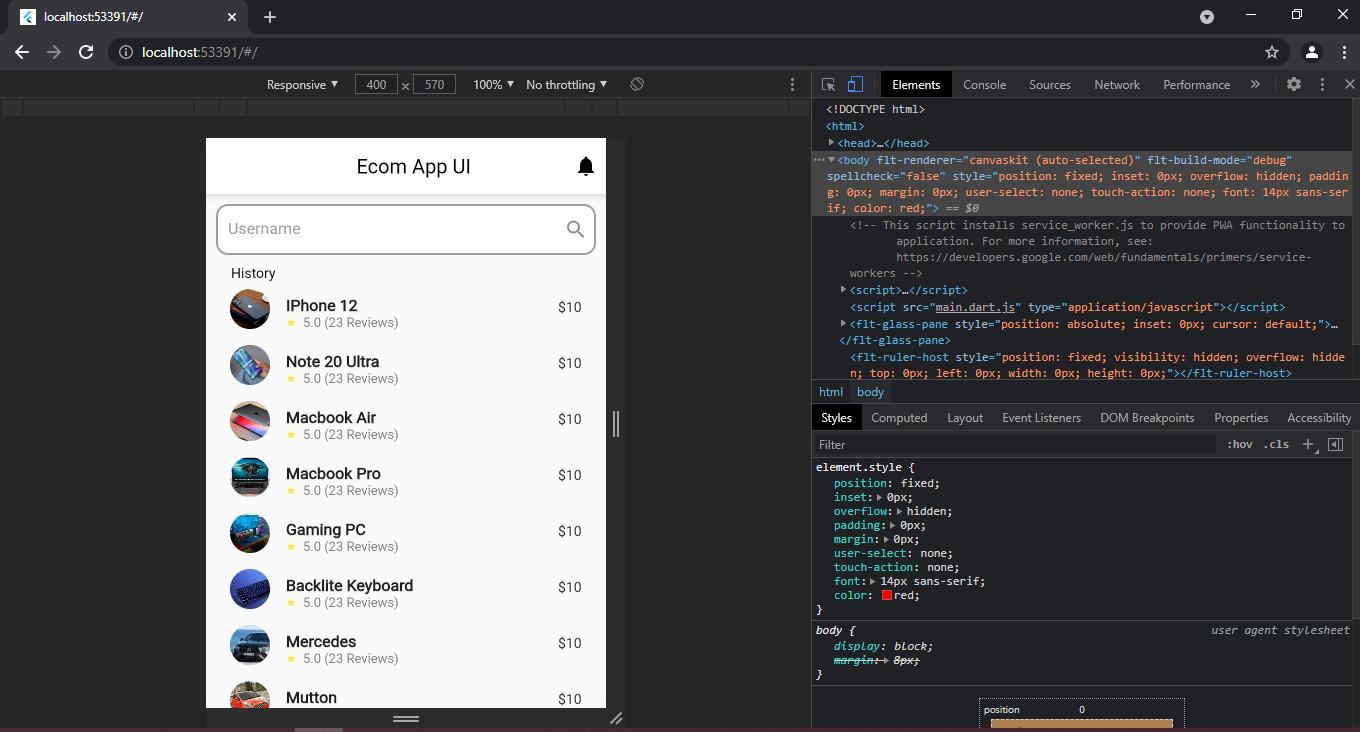 localhost:53391/#/
localhost:53391/#/
Responsive ▼ 400 × 570 100% ▼ No throttling ▼
Ecom App UI
Username
History
IPhone 12 $10
★ 5.0 (23 Reviews)
Note 20 Ultra $10
★ 5.0 (23 Reviews)
Macbook Air $10
★ 5.0 (23 Reviews)
Macbook Pro $10
★ 5.0 (23 Reviews)
Gaming PC $10
★ 5.0 (23 Reviews)
Backlite Keyboard $10
★ 5.0 (23 Reviews)
Mercedes $10
★ 5.0 (23 Reviews)
Mutton $10
Elements Console Sources Network Performance »
<!DOCTYPE html>
<html>
▶<head>…</head>
⋯▼<body flt-renderer="canvaskit (auto-selected)" flt-build-mode="debug"
spellcheck="false" style="position: fixed; inset: 0px; overflow: hidden; paddin
g: 0px; margin: 0px; user-select: none; touch-action: none; font: 14px sans-ser
if; color: red;"> == $0
<!-- This script installs service_worker.js to provide PWA functionality to
application. For more information, see:
https://developers.google.com/web/fundamentals/primers/service-
workers -->
▶<script>…</script>
<script src="main.dart.js" type="application/javascript"></script>
▶<flt-glass-pane style="position: absolute; inset: 0px; cursor: default;">…
</flt-glass-pane>
<flt-ruler-host style="position: fixed; visibility: hidden; overflow: hidde
n; top: 0px; left: 0px; width: 0px; height: 0px;"></flt-ruler-host>
html body
Styles Computed Layout Event Listeners DOM Breakpoints Properties Accessibility
Filter :hov .cls +
element.style {
position: fixed;
inset:▶0px;
overflow:▶hidden;
padding:▶0px;
margin:▶0px;
user-select: none;
touch-action: none;
font:▶14px sans-serif;
color: red;
}
body { user agent stylesheet
display: block;
margin:▶8px;
}
position 0